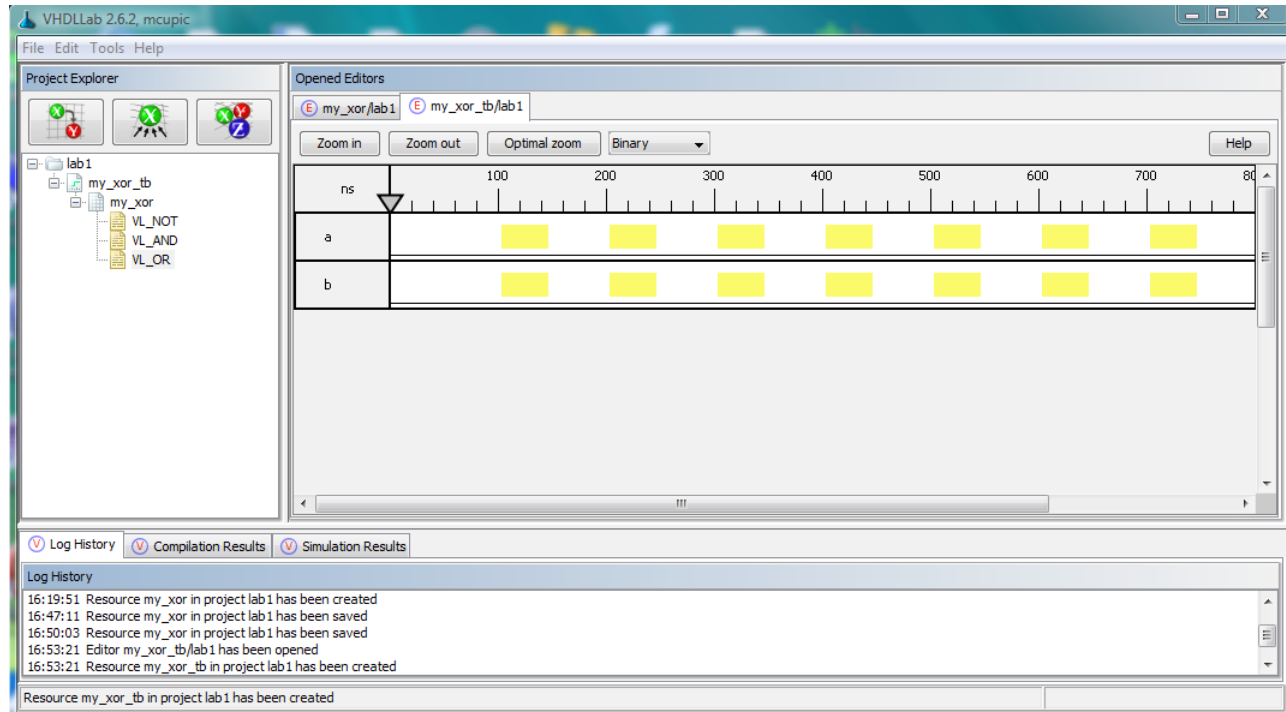 VHDLLab 2.6.2, mcupic
File Edit Tools Help
Project Explorer
Opened Editors
E my_xor/lab1 E my_xor_tb/lab1
Zoom in Zoom out Optimal zoom Binary Help
X Y X X Y Z
lab1
my_xor_tb
my_xor
VL_NOT
VL_AND
VL_OR
ns 100 200 300 400 500 600 700 80
a
b
V Log History V Compilation Results V Simulation Results
Log History
16:19:51 Resource my_xor in project lab1 has been created
16:47:11 Resource my_xor in project lab1 has been saved
16:50:03 Resource my_xor in project lab1 has been saved
16:53:21 Editor my_xor_tb/lab1 has been opened
16:53:21 Resource my_xor_tb in project lab1 has been created
Resource my_xor_tb in project lab1 has been created